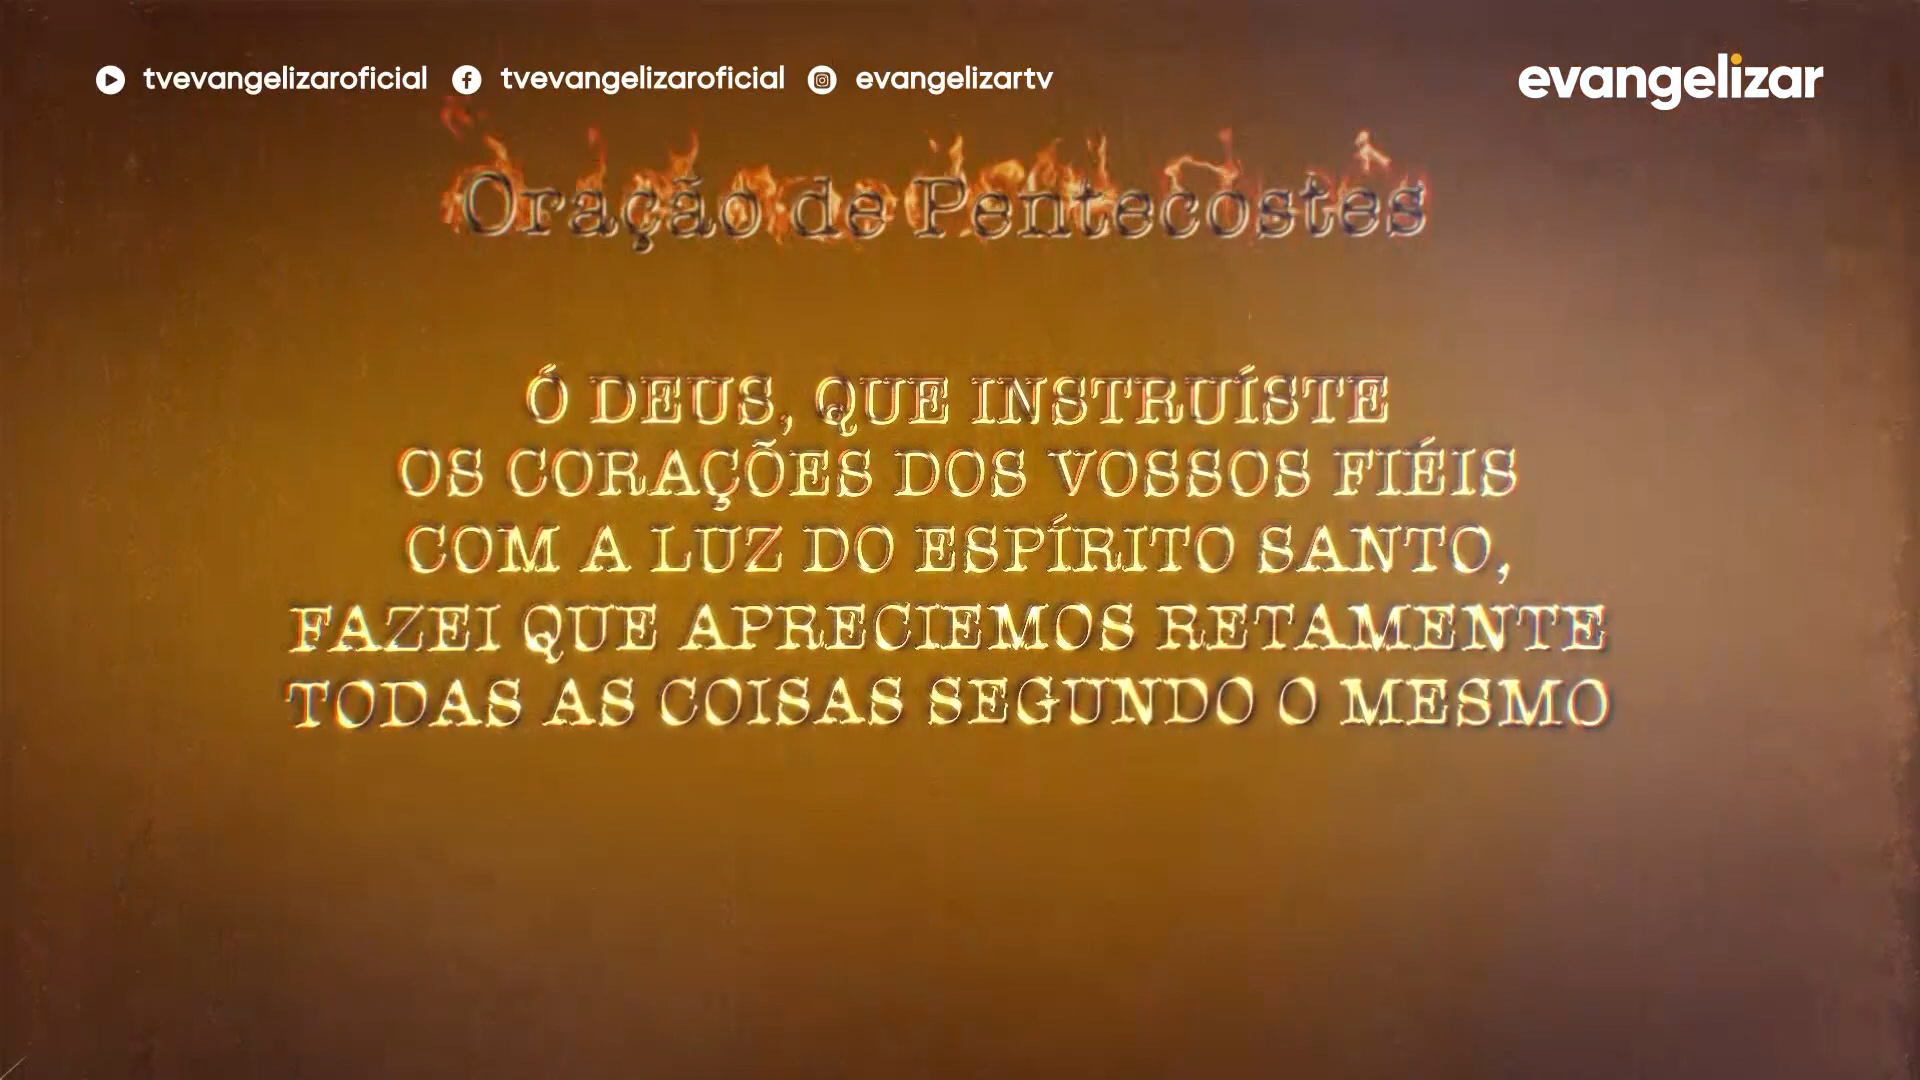 tvevangelizaroficial tvevangelizaroficial evangelizartv evangelizar
Oração de Pentecostes
Ó DEUS, QUE INSTRUÍSTE
OS CORAÇÕES DOS VOSSOS FIÉIS
COM A LUZ DO ESPÍRITO SANTO,
FAZEI QUE APRECIEMOS RETAMENTE
TODAS AS COISAS SEGUNDO O MESMO